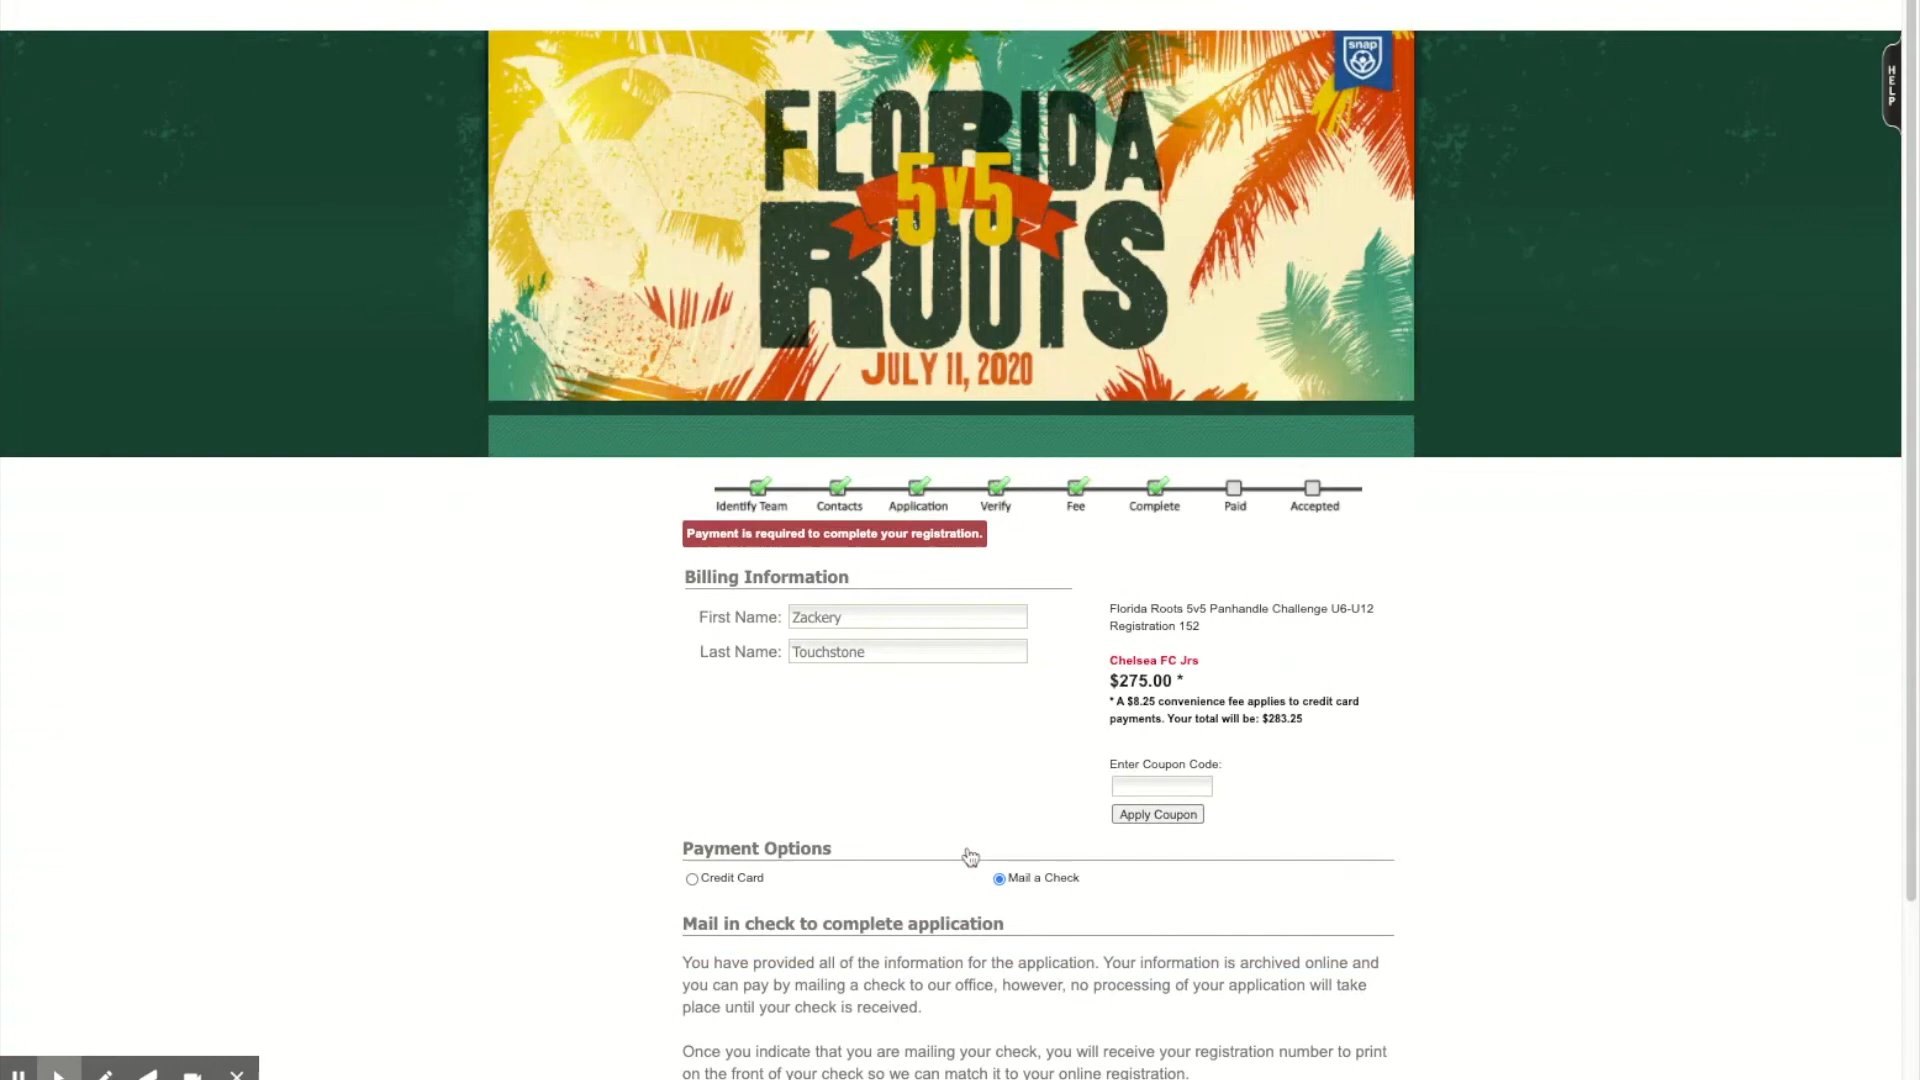 snap
FLORIDA
5v5
ROOTS
JULY 11, 2020
HELP
Identify Team Contacts Application Verify Fee Complete Paid Accepted
Payment is required to complete your registration.
Billing Information
First Name: Zackery
Last Name: Touchstone
Florida Roots 5v5 Panhandle Challenge U6-U12
Registration 152
Chelsea FC Jrs
$275.00 *
* A $8.25 convenience fee applies to credit card
payments. Your total will be: $283.25
Enter Coupon Code:
Apply Coupon
Payment Options
Credit Card Mail a Check
Mail in check to complete application
You have provided all of the information for the application. Your information is archived online and
you can pay by mailing a check to our office, however, no processing of your application will take
place until your check is received.
Once you indicate that you are mailing your check, you will receive your registration number to print
on the front of your check so we can match it to your online registration.